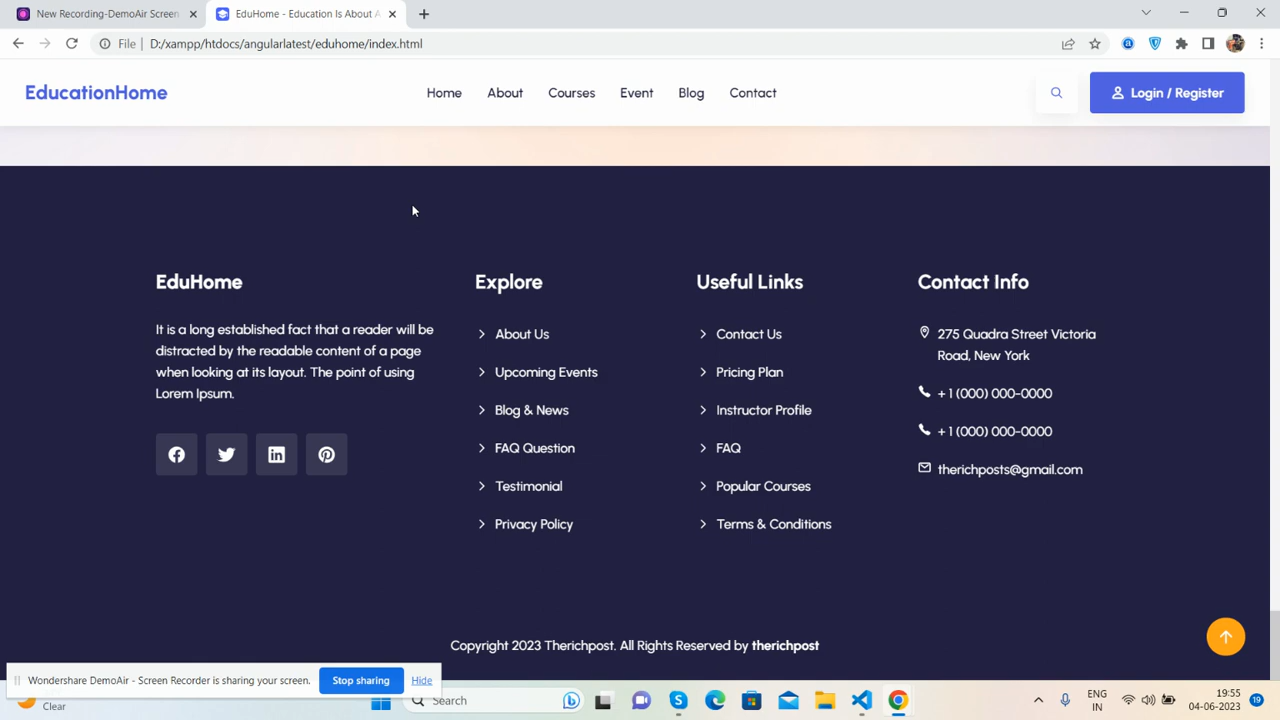 New Recording-DemoAir Screen
EduHome - Education Is About A
File
D:/xampp/htdocs/angularlatest/eduhome/index.html
EducationHome
Home
About
Courses
Event
Blog
Contact
Login / Register
EduHome
It is a long established fact that a reader will be
distracted by the readable content of a page
when looking at its layout. The point of using
Lorem Ipsum.
Explore
About Us
Upcoming Events
Blog & News
FAQ Question
Testimonial
Privacy Policy
Useful Links
Contact Us
Pricing Plan
Instructor Profile
FAQ
Popular Courses
Terms & Conditions
Contact Info
275 Quadra Street Victoria
Road, New York
+ 1 (000) 000-0000
+ 1 (000) 000-0000
therichposts@gmail.com
Copyright 2023 Therichpost. All Rights Reserved by therichpost
Wondershare DemoAir - Screen Recorder is sharing your screen.
Stop sharing
Hide
Clear
Search
ENG
IN
19:55
04-06-2023
19